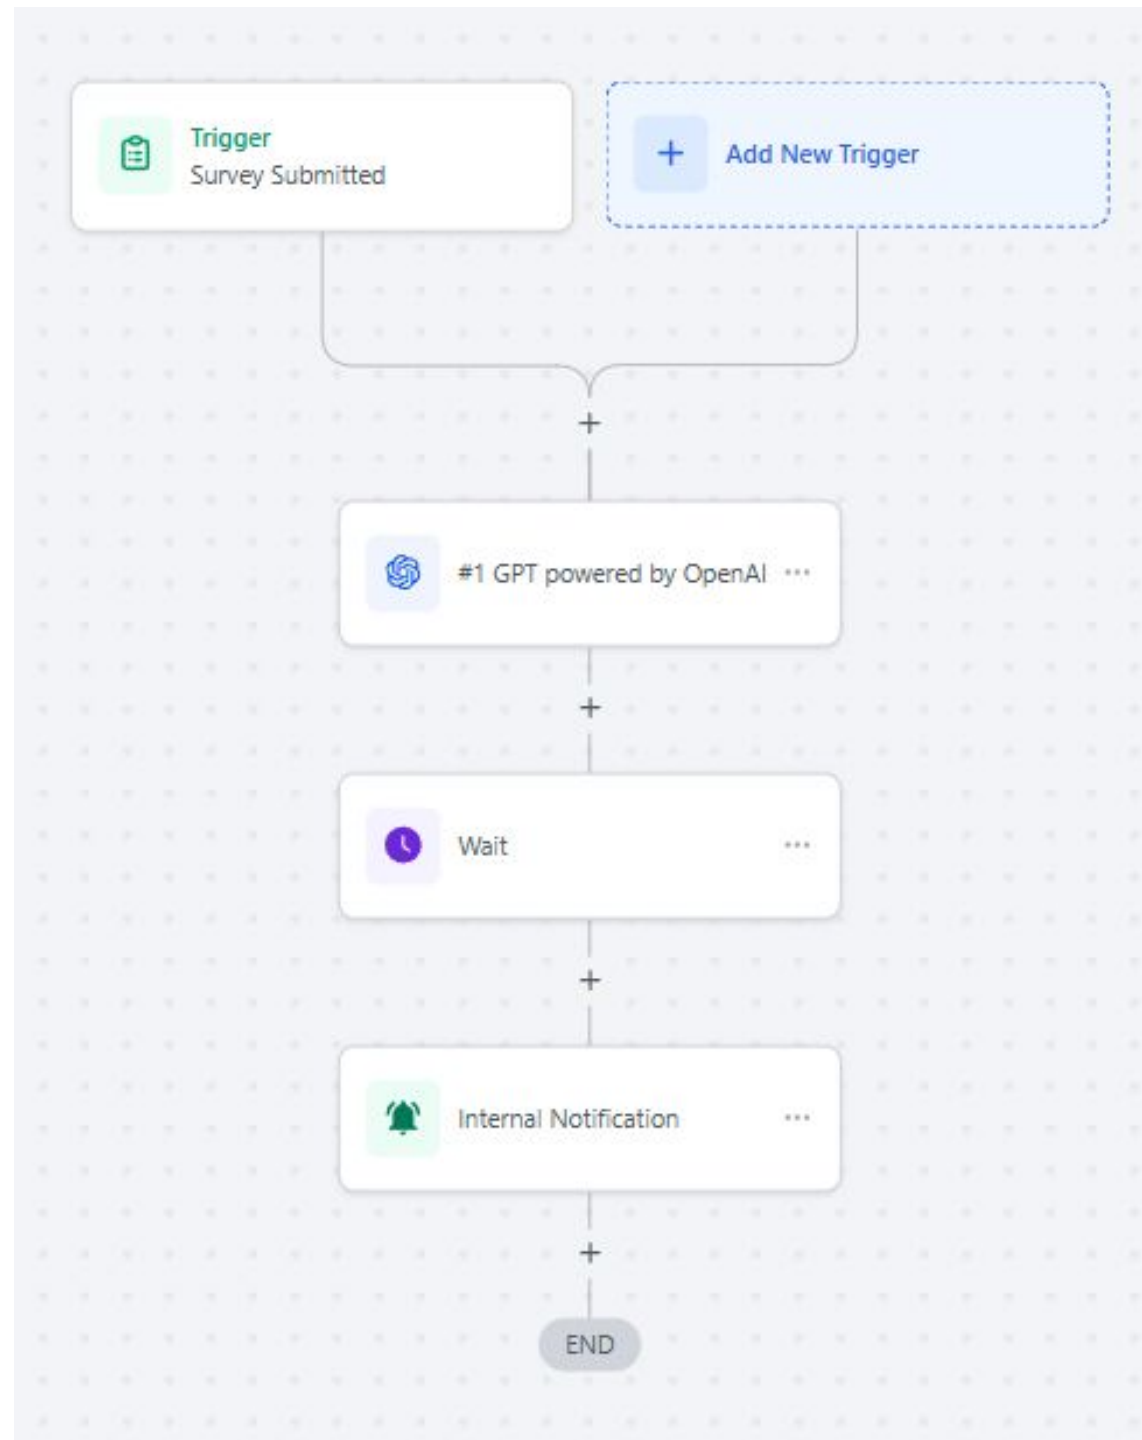 Trigger
Survey Submitted
Add New Trigger
#1 GPT powered by OpenAI
Wait
Internal Notification
END